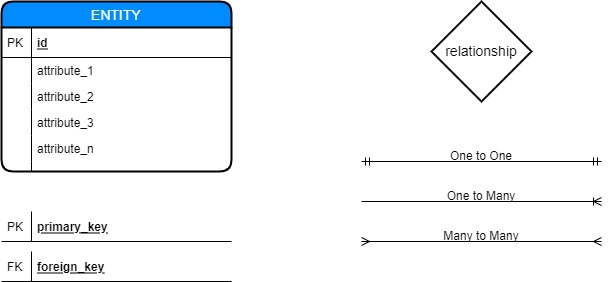 ENTITY
PK id
attribute_1
attribute_2
attribute_3
attribute_n
PK primary_key
FK foreign_key
relationship
One to One
One to Many
Many to Many